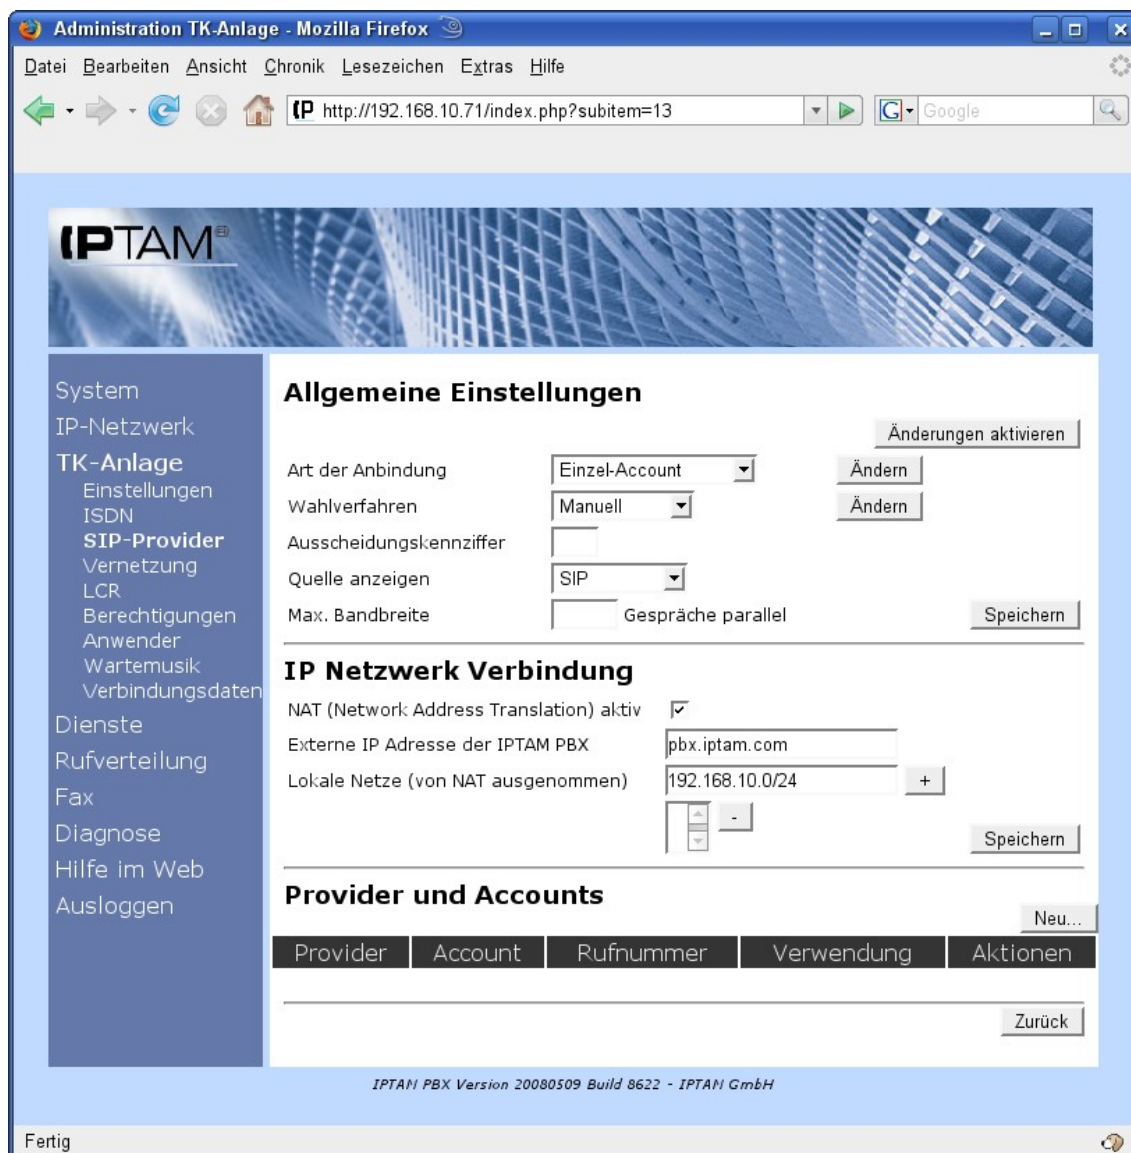 Administration TK-Anlage - Mozilla Firefox
Datei Bearbeiten Ansicht Chronik Lesezeichen Extras Hilfe
(P http://192.168.10.71/index.php?subitem=13 G Google
IPTAM®
System
IP-Netzwerk
TK-Anlage
Einstellungen
ISDN
SIP-Provider
Vernetzung
LCR
Berechtigungen
Anwender
Wartemusik
Verbindungsdaten
Dienste
Rufverteilung
Fax
Diagnose
Hilfe im Web
Ausloggen
Allgemeine Einstellungen
Änderungen aktivieren
Art der Anbindung Einzel-Account Ändern
Wahlverfahren Manuell Ändern
Ausscheidungskennziffer
Quelle anzeigen SIP
Max. Bandbreite Gespräche parallel Speichern
IP Netzwerk Verbindung
NAT (Network Address Translation) aktiv
Externe IP Adresse der IPTAM PBX pbx.iptam.com
Lokale Netze (von NAT ausgenommen) 192.168.10.0/24 +
-
Speichern
Provider und Accounts
Neu...
Provider Account Rufnummer Verwendung Aktionen
Zurück
IPTAM PBX Version 20080509 Build 8622 - IPTAM GmbH
Fertig